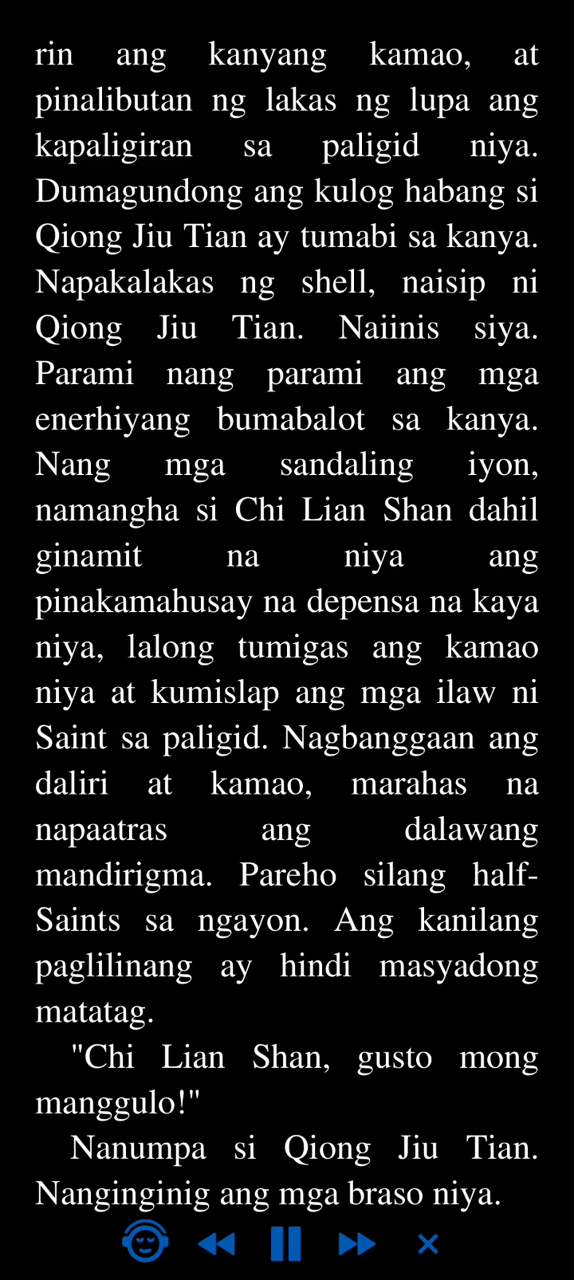 rin ang kanyang kamao, at
pinalibutan ng lakas ng lupa ang
kapaligiran sa paligid niya.
Dumagundong ang kulog habang si
Qiong Jiu Tian ay tumabi sa kanya.
Napakalakas ng shell, naisip ni
Qiong Jiu Tian. Naiinis siya.
Parami nang parami ang mga
enerhiyang bumabalot sa kanya.
Nang mga sandaling iyon,
namangha si Chi Lian Shan dahil
ginamit na niya ang
pinakamahusay na depensa na kaya
niya, lalong tumigas ang kamao
niya at kumislap ang mga ilaw ni
Saint sa paligid. Nagbanggaan ang
daliri at kamao, marahas na
napaatras ang dalawang
mandirigma. Pareho silang half-
Saints sa ngayon. Ang kanilang
paglilinang ay hindi masyadong
matatag.
"Chi Lian Shan, gusto mong
manggulo!"
Nanumpa si Qiong Jiu Tian.
Nanginginig ang mga braso niya.